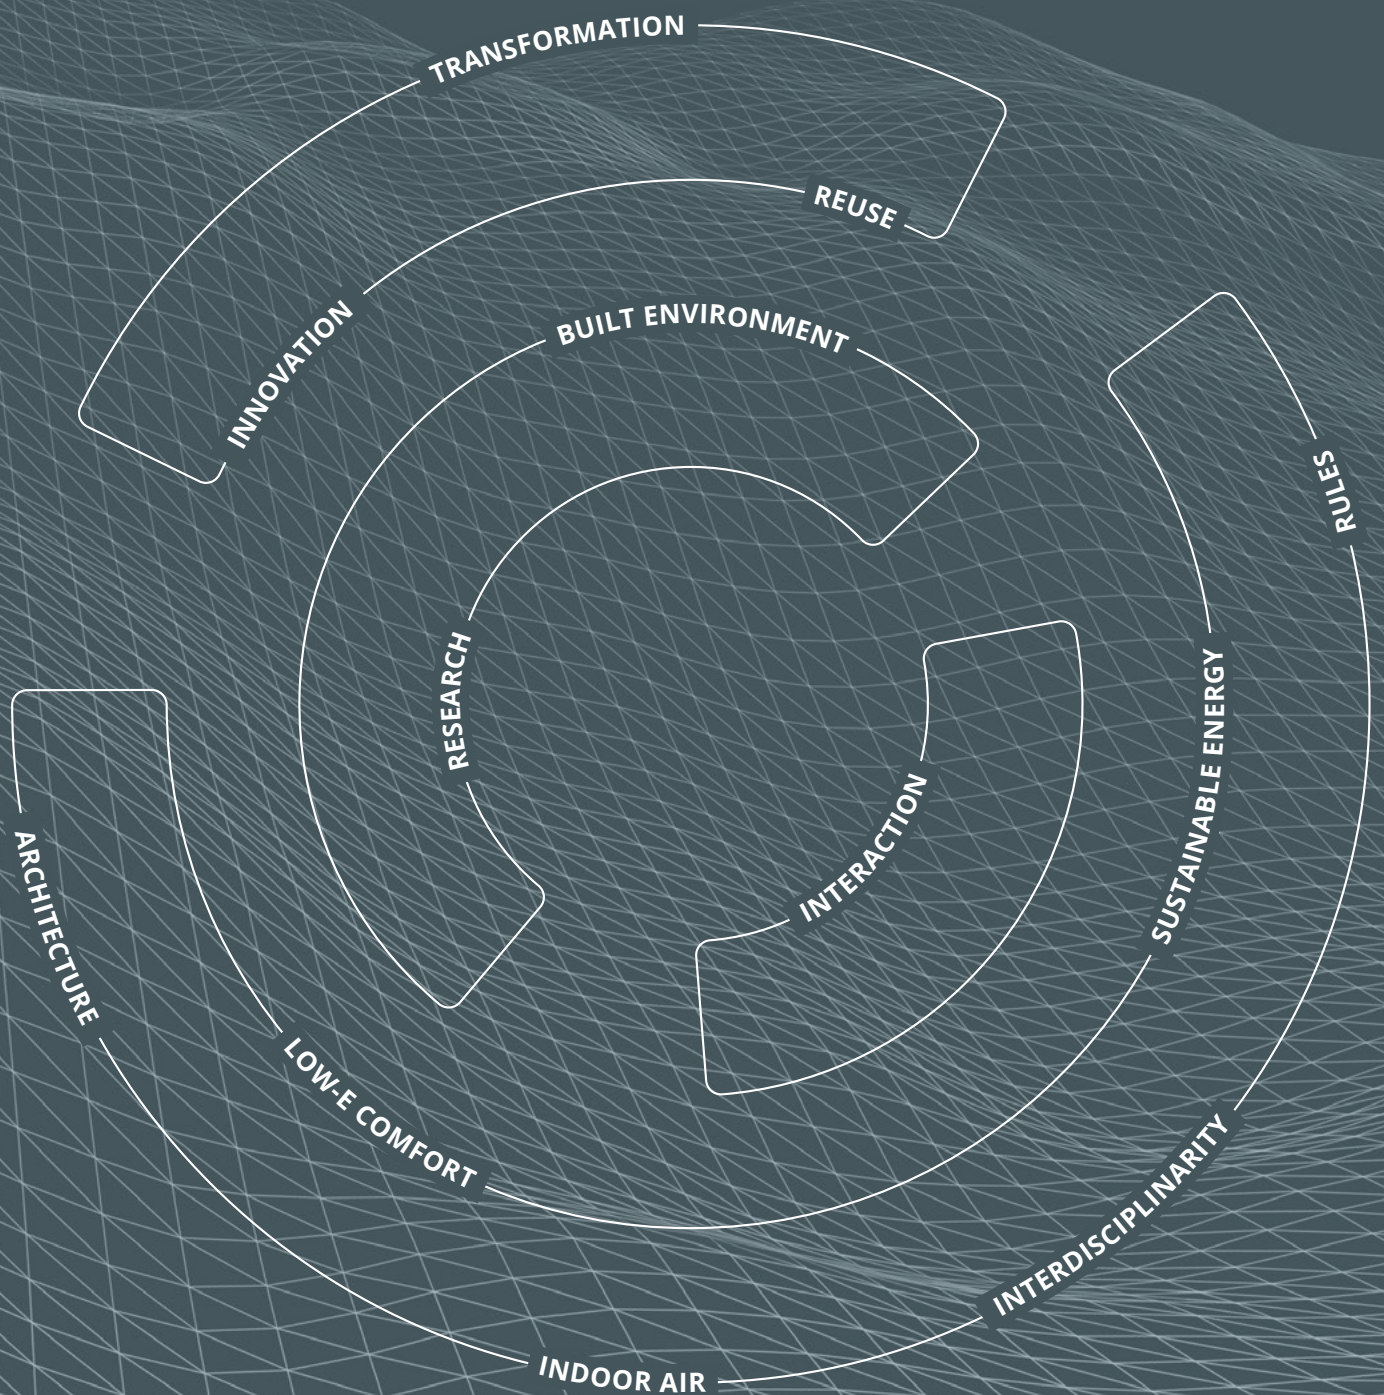 TRANSFORMATION
REUSE
INNOVATION
BUILT ENVIRONMENT
RULES
RESEARCH
SUSTAINABLE ENERGY
INTERACTION
ARCHITECTURE
LOW-E COMFORT
INTERDISCIPLINARITY
INDOOR AIR